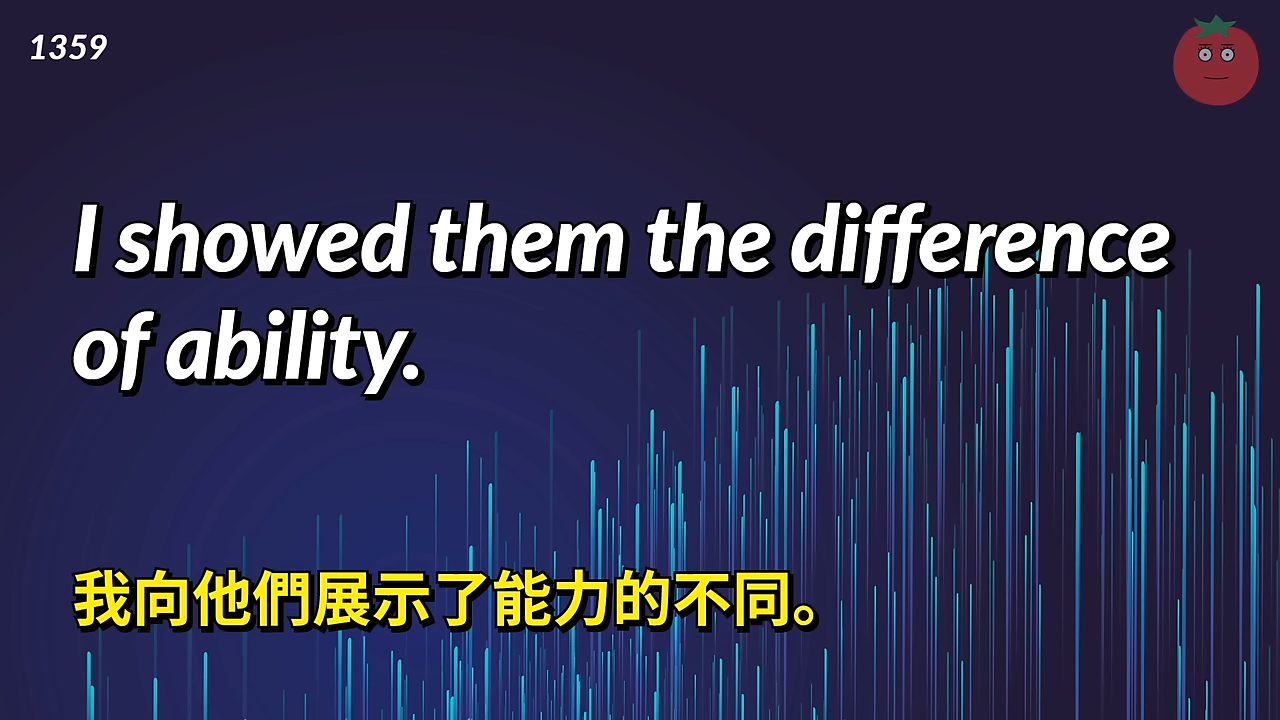 1359
I showed them the difference
of ability.
我向他們展示了能力的不同。